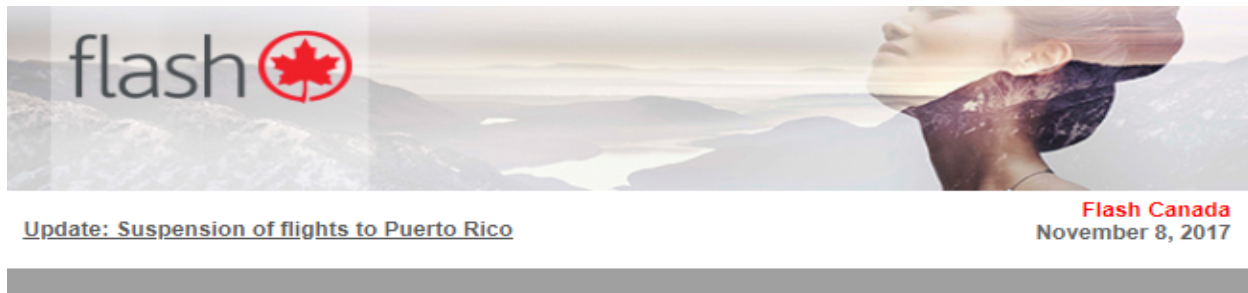 flash
Flash Canada
Update: Suspension of flights to Puerto Rico
November 8, 2017